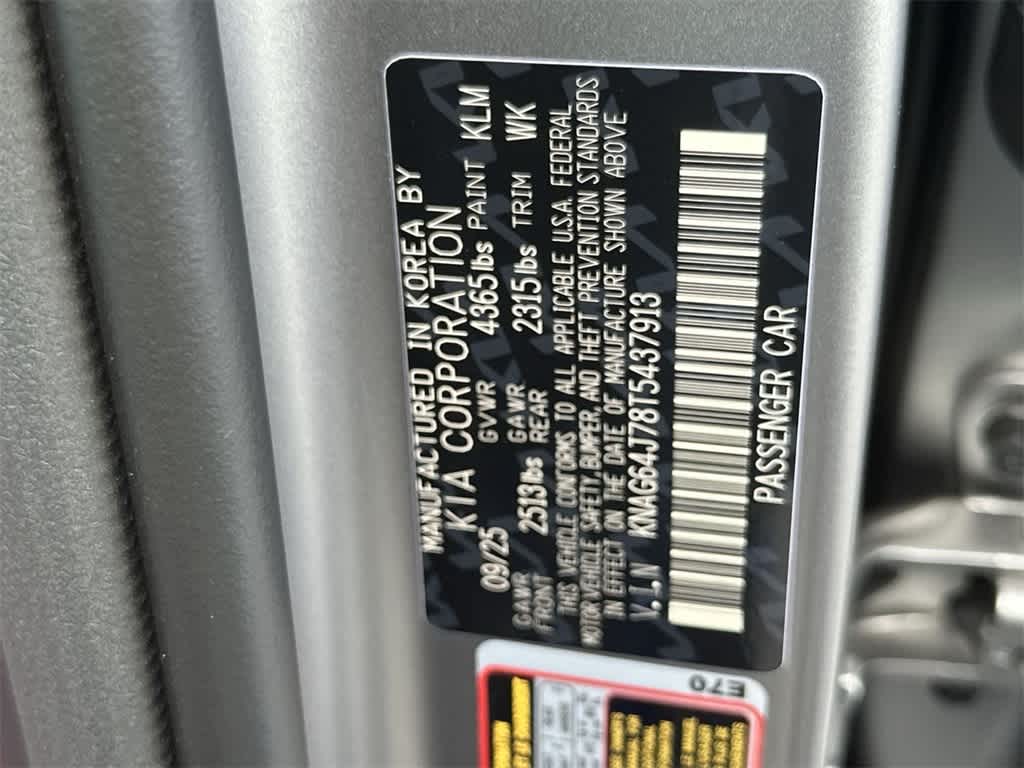 MANUFACTURED IN KOREA BY
KIA CORPORATION
09/25 GVWR 4365lbs PAINT KLM
GAWR FRONT 2513lbs GAWR REAR 2315lbs TRIM WK
THIS VEHICLE CONFORMS TO ALL APPLICABLE U.S.A. FEDERAL
MOTOR VEHICLE SAFETY,BUMPER, AND THEFT PREVENTION STANDARDS
IN EFFECT ON THE DATE OF MANUFACTURE SHOWN ABOVE
V.I.N KNAG64J78T5437913
PASSENGER CAR
E70